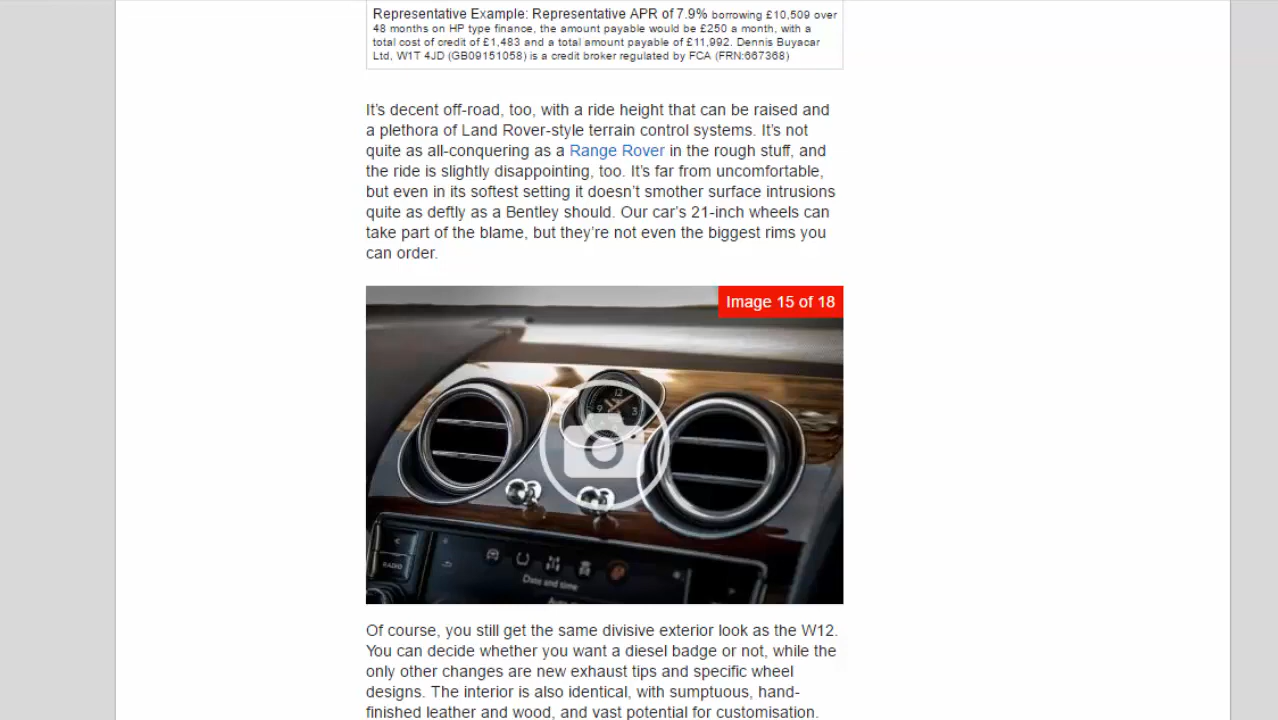 Representative Example: Representative APR of 7.9% borrowing £10,509 over
48 months on HP type finance, the amount payable would be £250 a month, with a
total cost of credit of £1,483 and a total amount payable of £11,992. Dennis Buyacar
Ltd, W1T 4JD (GB09151058) is a credit broker regulated by FCA (FRN:667368)
It's decent off-road, too, with a ride height that can be raised and
a plethora of Land Rover-style terrain control systems. It's not
quite as all-conquering as a Range Rover in the rough stuff, and
the ride is slightly disappointing, too. It's far from uncomfortable,
but even in its softest setting it doesn't smother surface intrusions
quite as deftly as a Bentley should. Our car's 21-inch wheels can
take part of the blame, but they're not even the biggest rims you
can order.
Image 15 of 18
12
9 3
RADIO
Date and time
Of course, you still get the same divisive exterior look as the W12.
You can decide whether you want a diesel badge or not, while the
only other changes are new exhaust tips and specific wheel
designs. The interior is also identical, with sumptuous, hand-
finished leather and wood, and vast potential for customisation.